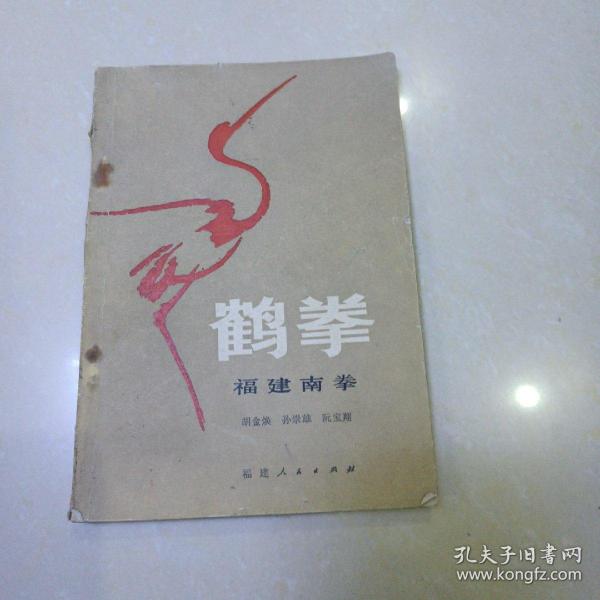 鹤拳
福建南拳
胡金焕 孙崇雄 阮宝翔
福建人民出版社
孔夫子旧書网
www.kongfz.com